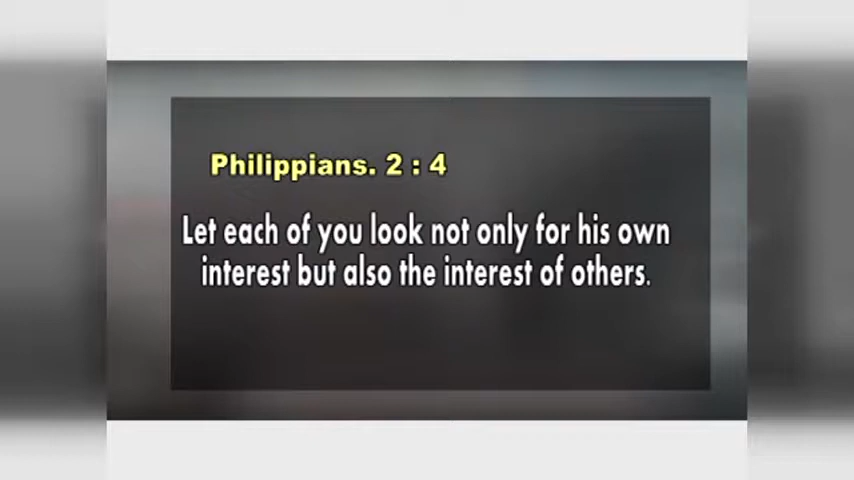 Philippians. 2 : 4
Let each of you look not only for his own
interest but also the interest of others.